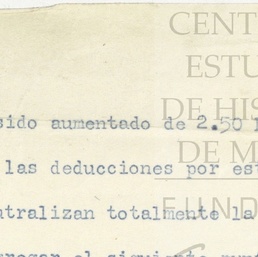 CENT
ESTU
DE HIS
DE M
FUND
sido aumentado de 2.50
las deducciones por est
ntralizan totalmente la
el siguiente